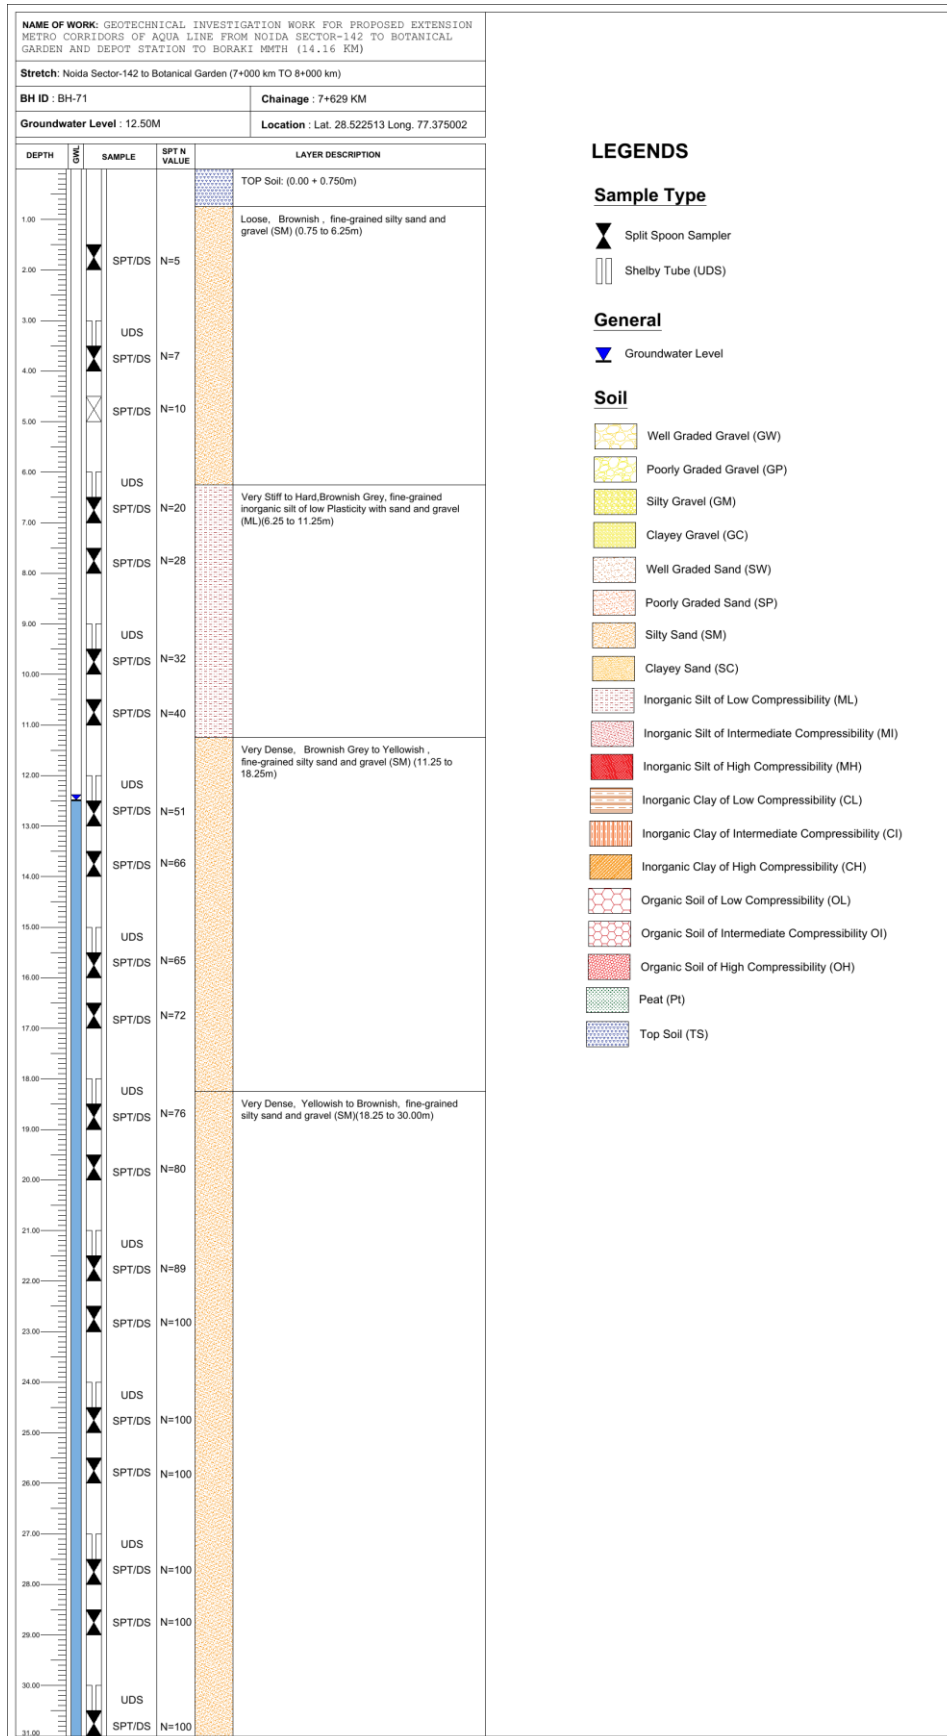 NAME OF WORK: GEOTECHNICAL INVESTIGATION WORK FOR PROPOSED EXTENSION
METRO CORRIDORS OF AQUA LINE FROM NOIDA SECTOR-142 TO BOTANICAL
GARDEN AND DEPOT STATION TO BORAKI MMTH (14.16 KM)
Stretch: Noida Sector-142 to Botanical Garden (7+000 km TO 8+000 km)
BH ID : BH-71
Chainage : 7+629 KM
Groundwater Level : 12.50M
Location : Lat. 28.522513 Long. 77.375002
DEPTH
GWL
SAMPLE
SPT N
VALUE
LAYER DESCRIPTION
TOP Soil: (0.00 + 0.750m)
1.00
Loose, Brownish , fine-grained silty sand and
gravel (SM) (0.75 to 6.25m)
SPT/DS N=5
2.00
3.00
UDS
SPT/DS N=7
4.00
SPT/DS N=10
5.00
6.00
UDS
Very Stiff to Hard,Brownish Grey, fine-grained
inorganic silt of low Plasticity with sand and gravel
(ML)(6.25 to 11.25m)
SPT/DS N=20
7.00
SPT/DS N=28
8.00
9.00
UDS
SPT/DS N=32
10.00
SPT/DS N=40
11.00
Very Dense, Brownish Grey to Yellowish ,
fine-grained silty sand and gravel (SM) (11.25 to
18.25m)
12.00
UDS
SPT/DS N=51
13.00
SPT/DS N=66
14.00
15.00
UDS
SPT/DS N=65
16.00
SPT/DS N=72
17.00
18.00
UDS
Very Dense, Yellowish to Brownish, fine-grained
silty sand and gravel (SM)(18.25 to 30.00m)
SPT/DS N=76
19.00
SPT/DS N=80
20.00
21.00
UDS
SPT/DS N=89
22.00
SPT/DS N=100
23.00
24.00
UDS
SPT/DS N=100
25.00
SPT/DS N=100
26.00
27.00
UDS
SPT/DS N=100
28.00
SPT/DS N=100
29.00
30.00
UDS
SPT/DS N=100
31.00
LEGENDS
Sample Type
Split Spoon Sampler
Shelby Tube (UDS)
General
Groundwater Level
Soil
Well Graded Gravel (GW)
Poorly Graded Gravel (GP)
Silty Gravel (GM)
Clayey Gravel (GC)
Well Graded Sand (SW)
Poorly Graded Sand (SP)
Silty Sand (SM)
Clayey Sand (SC)
Inorganic Silt of Low Compressibility (ML)
Inorganic Silt of Intermediate Compressibility (MI)
Inorganic Silt of High Compressibility (MH)
Inorganic Clay of Low Compressibility (CL)
Inorganic Clay of Intermediate Compressibility (CI)
Inorganic Clay of High Compressibility (CH)
Organic Soil of Low Compressibility (OL)
Organic Soil of Intermediate Compressibility OI)
Organic Soil of High Compressibility (OH)
Peat (Pt)
Top Soil (TS)